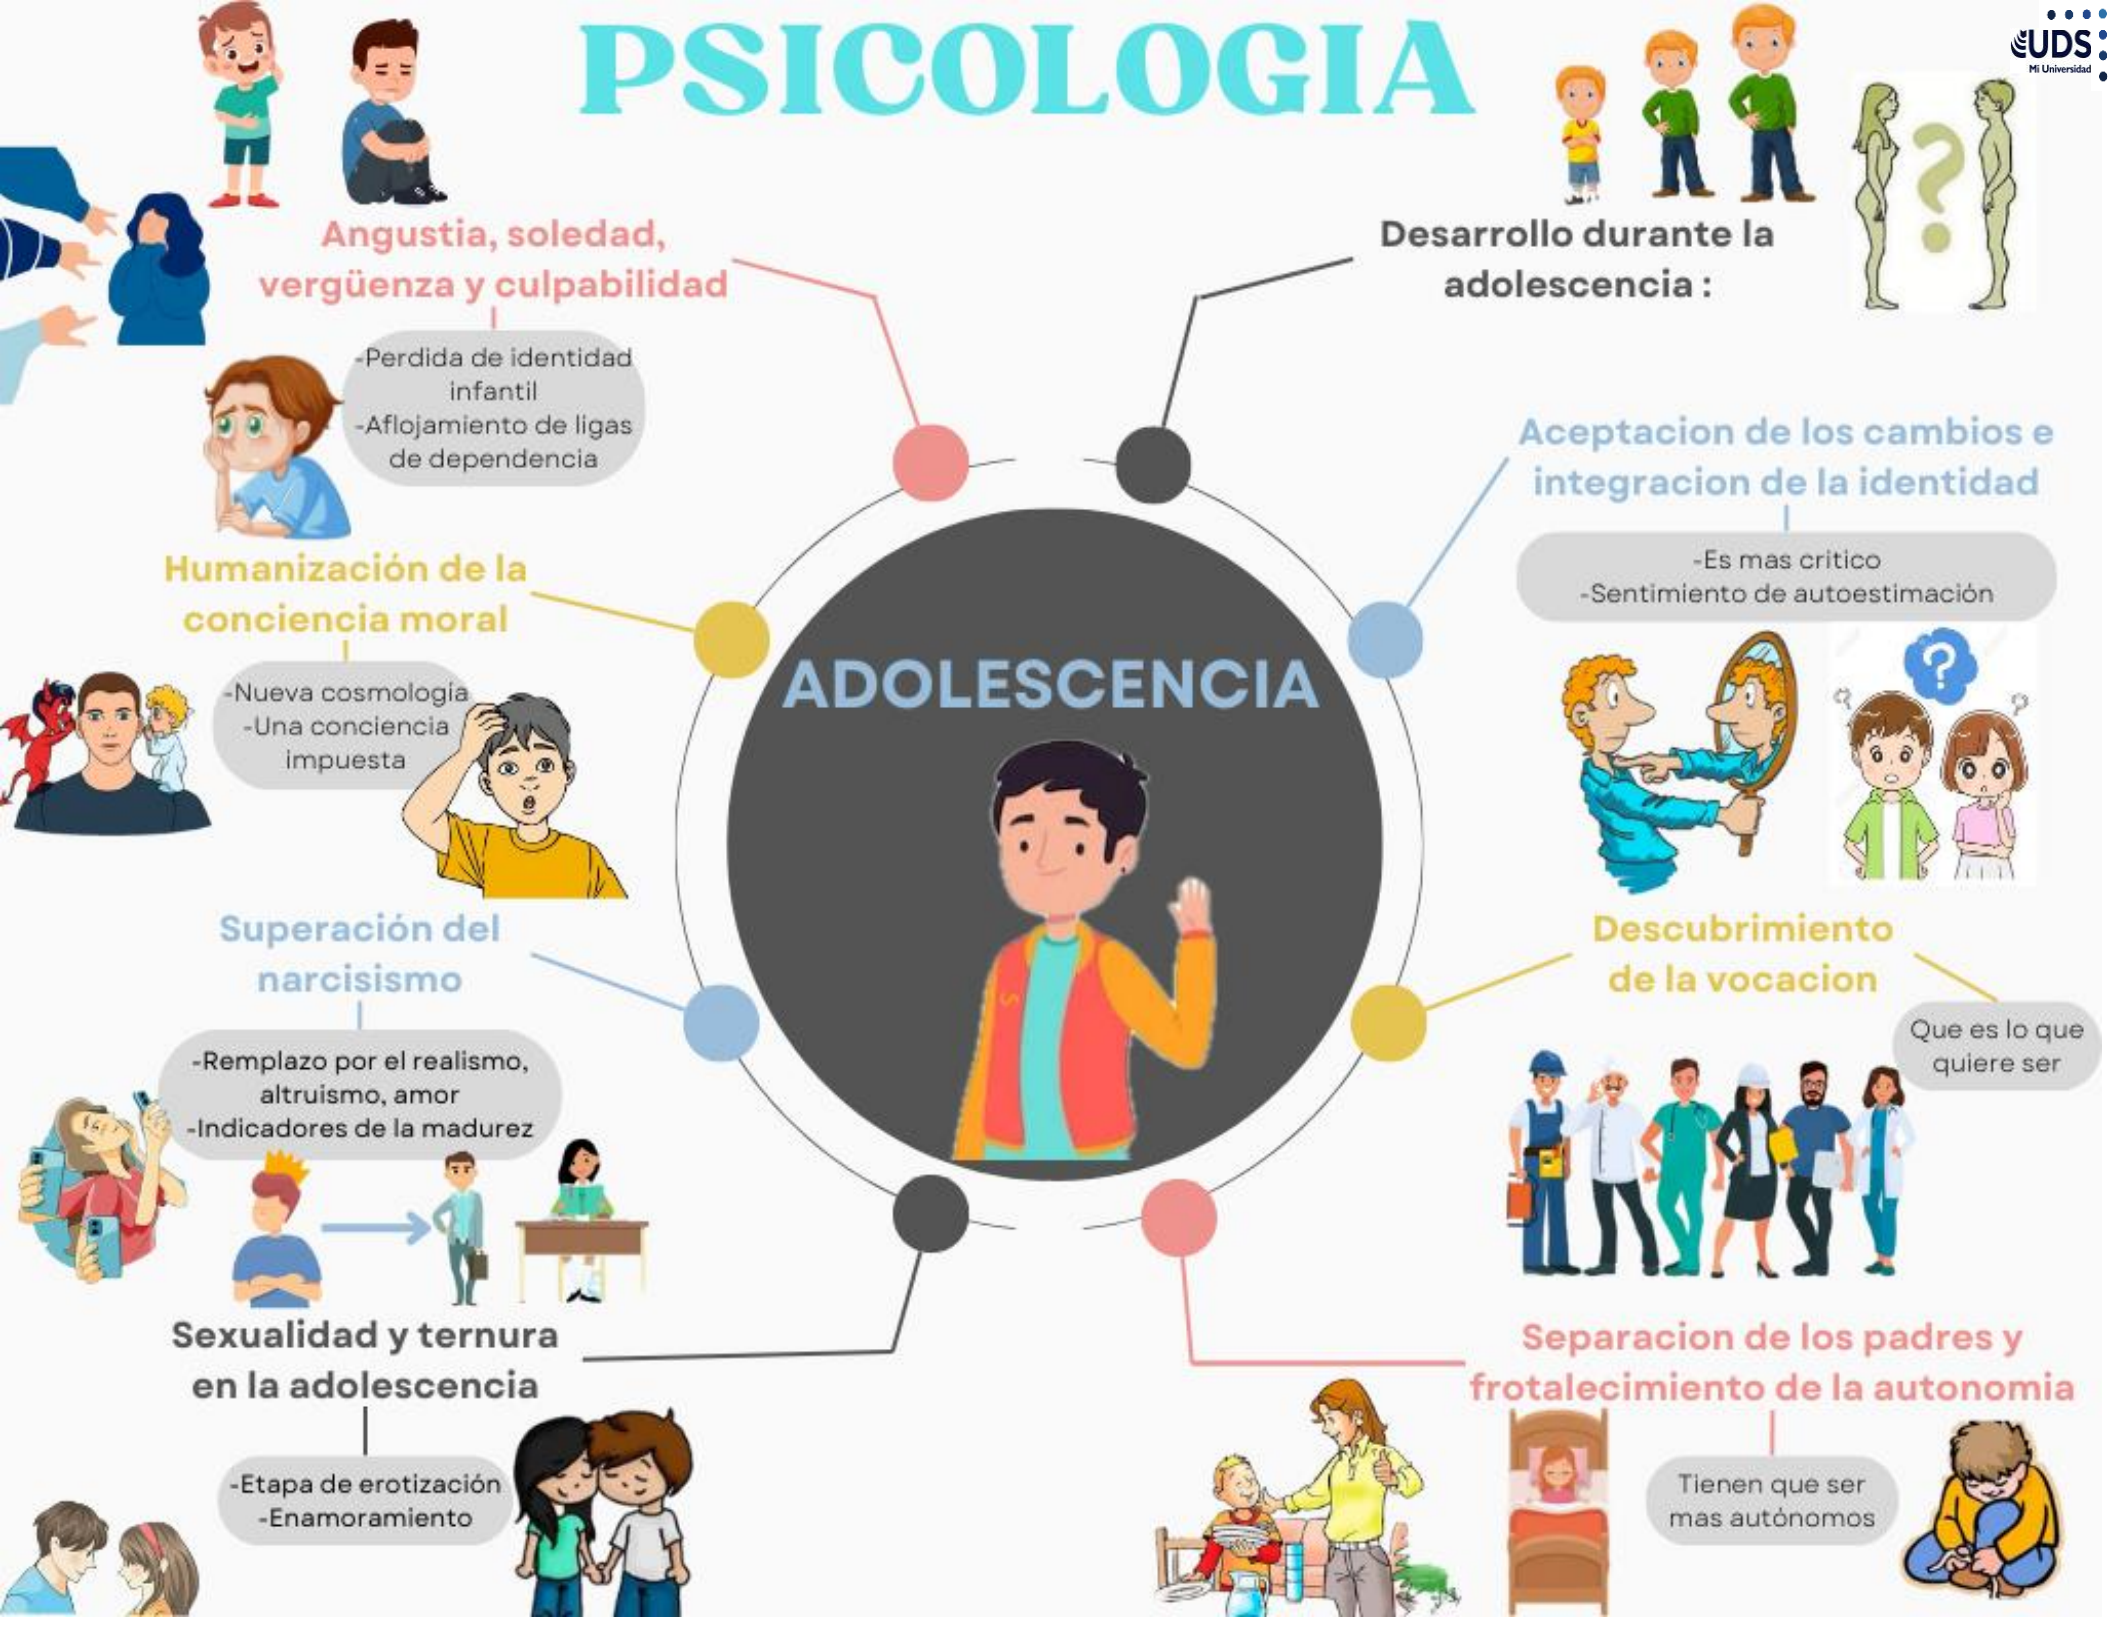 PSICOLOGIA
UDS
Mi Universidad
Angustia, soledad,
vergüenza y culpabilidad
-Perdida de identidad
infantil
-Aflojamiento de ligas
de dependencia
Humanización de la
conciencia moral
-Nueva cosmología
-Una conciencia
impuesta
Superación del
narcisismo
-Remplazo por el realismo,
altruismo, amor
-Indicadores de la madurez
Sexualidad y ternura
en la adolescencia
-Etapa de erotización
-Enamoramiento
ADOLESCENCIA
Desarrollo durante la
adolescencia :
Aceptacion de los cambios e
integracion de la identidad
-Es mas critico
-Sentimiento de autoestimación
Descubrimiento
de la vocacion
Que es lo que
quiere ser
Separacion de los padres y
frotalecimiento de la autonomia
Tienen que ser
mas autónomos